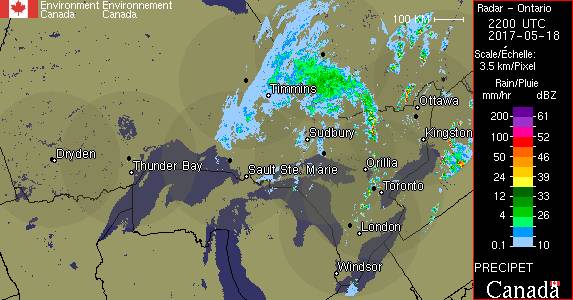 Environment Environnement
Canada Canada
100 KM
Timmins
Ottawa
Sudbury
Kingston
Dryden
Thunder Bay
Sault Ste. Marie
Orillia
Toronto
London
Windsor
Radar - Ontario
2200 UTC
2017-05-18
Scale/Échelle:
3.5 km/Pixel
Rain/Pluie
mm/hr dBZ
200 61
100 52
50 46
24 39
12 33
4 26
0.1 10
PRECIPET
Canada